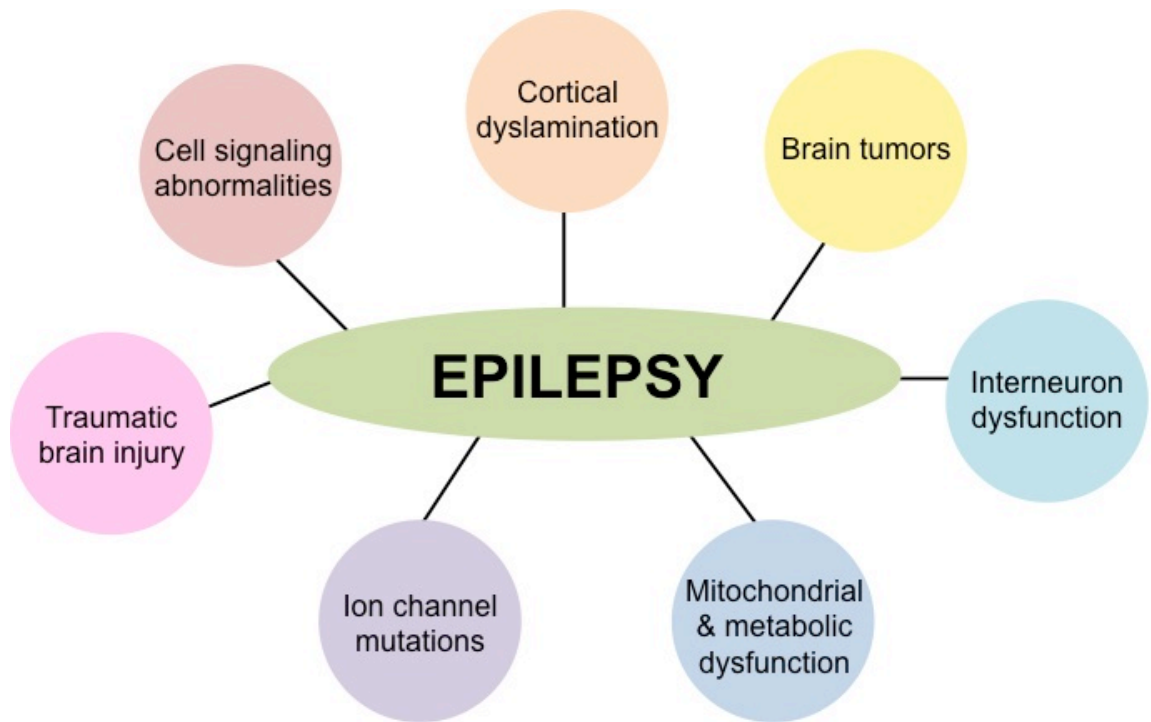 Cortical
dyslamination
Brain tumors
Cell signaling
abnormalities
EPILEPSY
Interneuron
dysfunction
Traumatic
brain injury
Ion channel
mutations
Mitochondrial
& metabolic
dysfunction